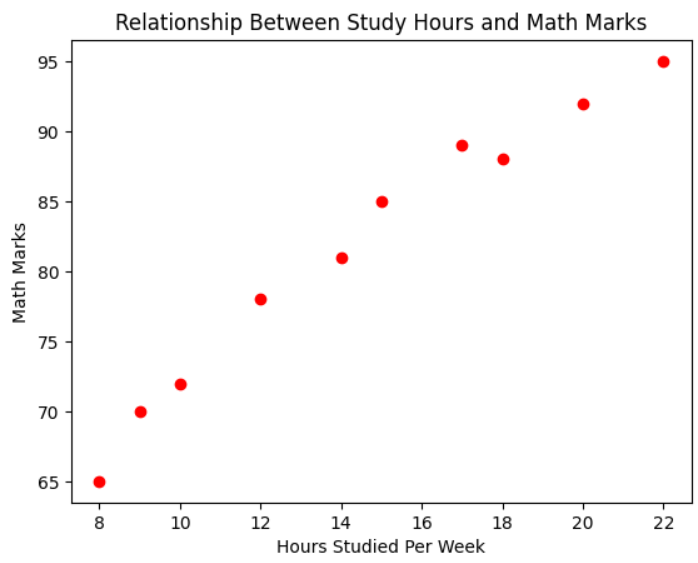 Relationship Between Study Hours and Math Marks
95
90
85
80
75
70
65
Math Marks
8 10 12 14 16 18 20 22
Hours Studied Per Week